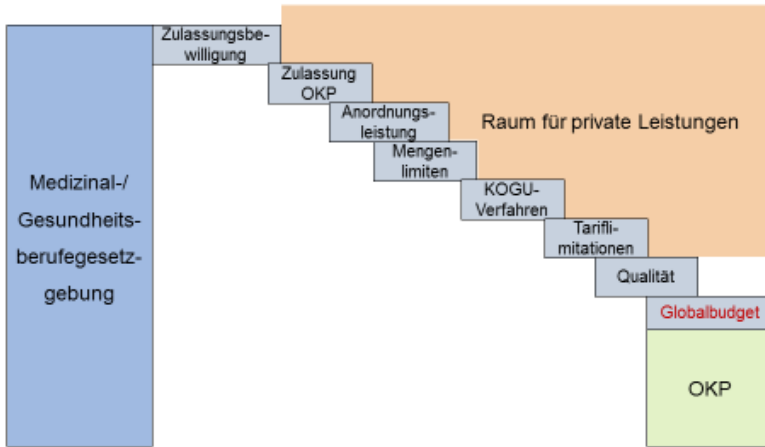 Zulassungsbe-
willigung
Zulassung
OKP
Anordnungs-
leistung
Raum für private Leistungen
Mengen-
limiten
Medizinal-/
Gesundheits-
berufegesetz-
gebung
KOGU-
Verfahren
Tarifli-
mitationen
Qualität
Globalbudget
OKP